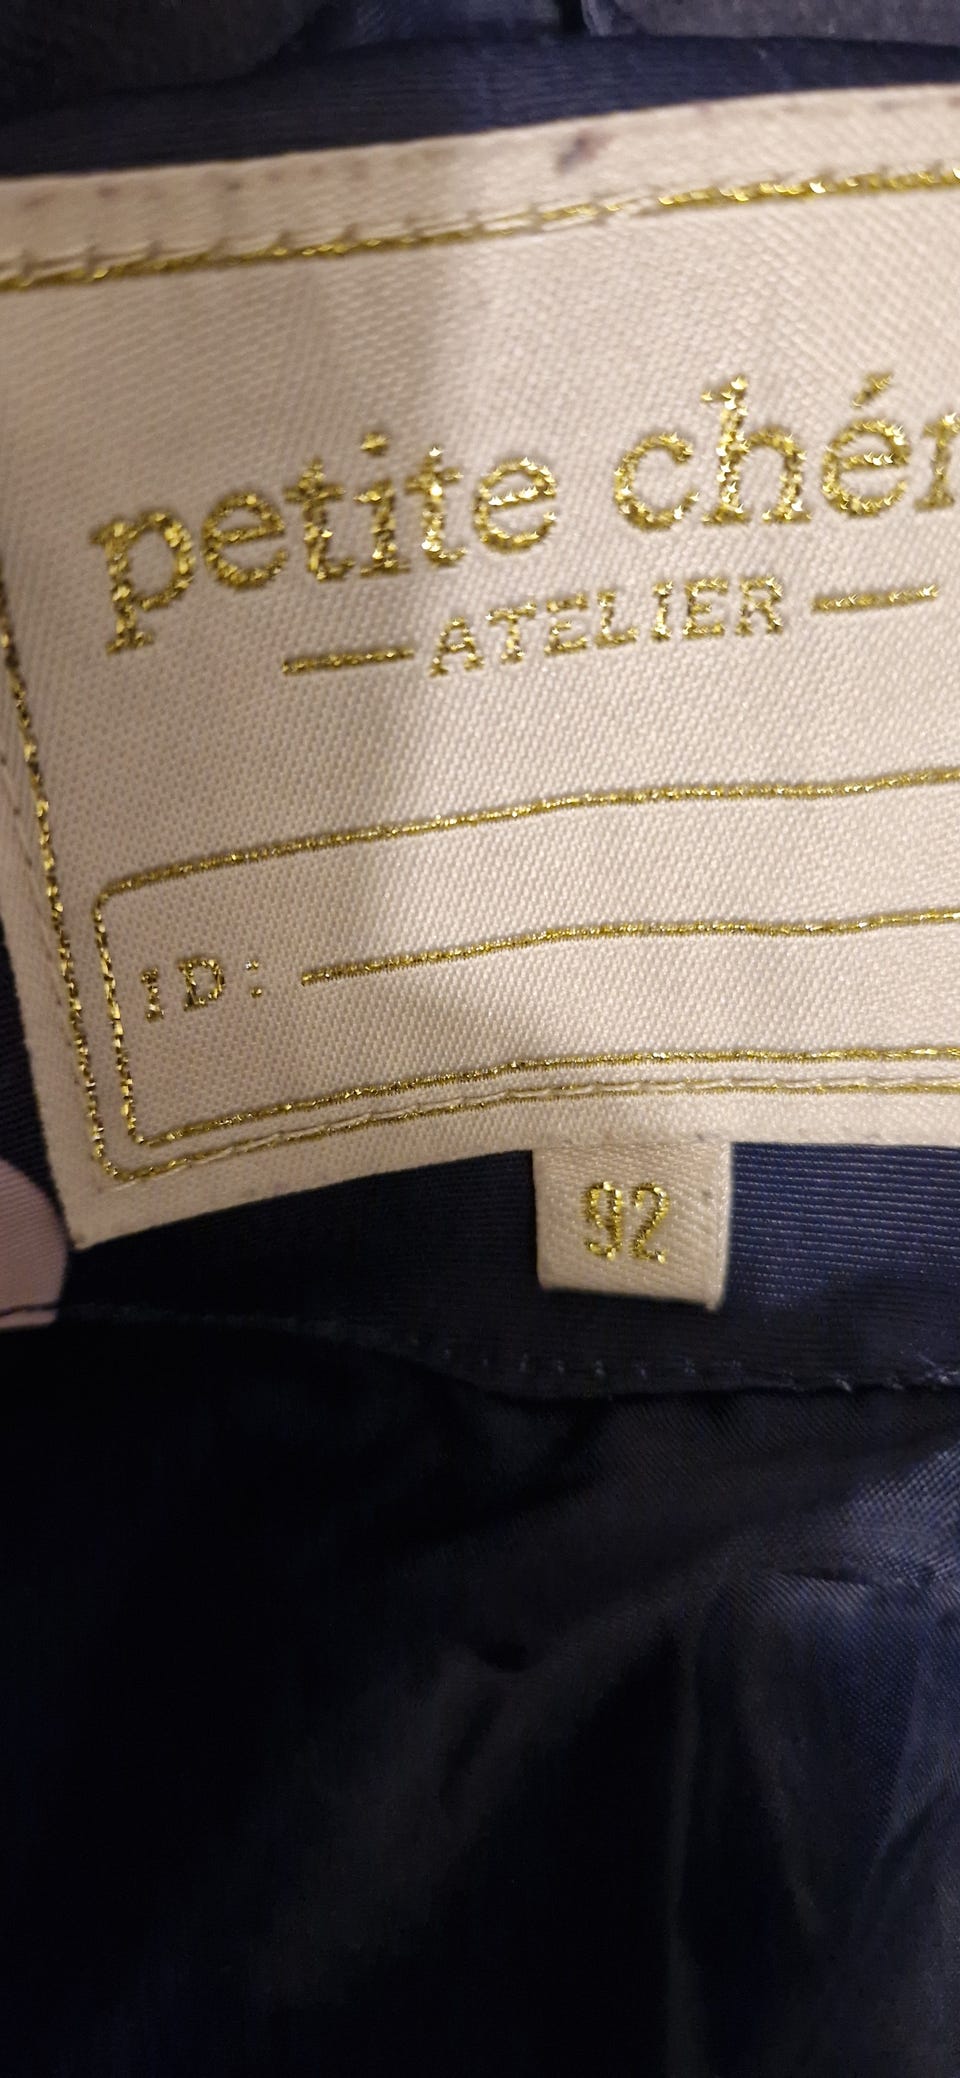 petite chér
ATELIER
ID:
92